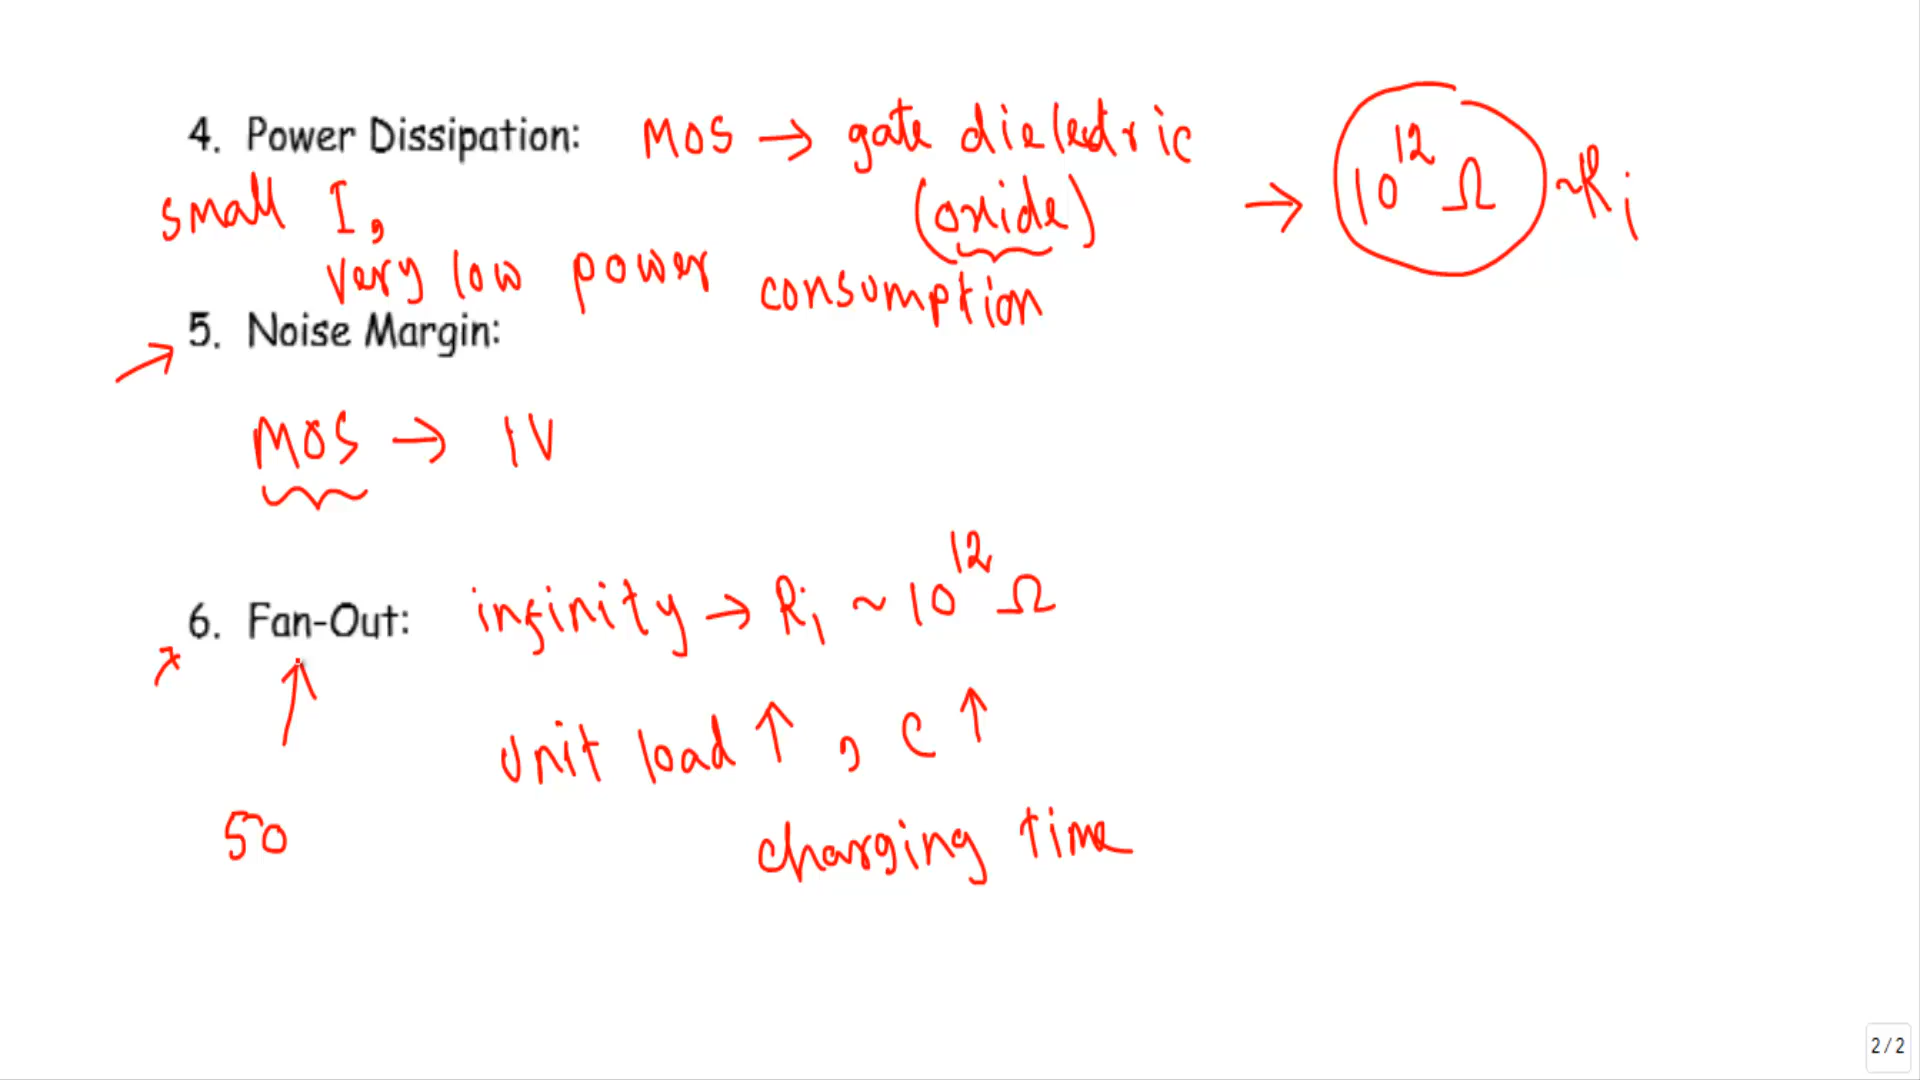 4. Power Dissipation: MOS → gate dielectric
small I, (oxide) → 10¹² Ω ~Ri
very low power consumption
5. Noise Margin:
MOS → 1V
6. Fan-Out: infinity → Ri ~ 10¹² Ω
Unit load ↑ , C ↑
50 charging time
2/2